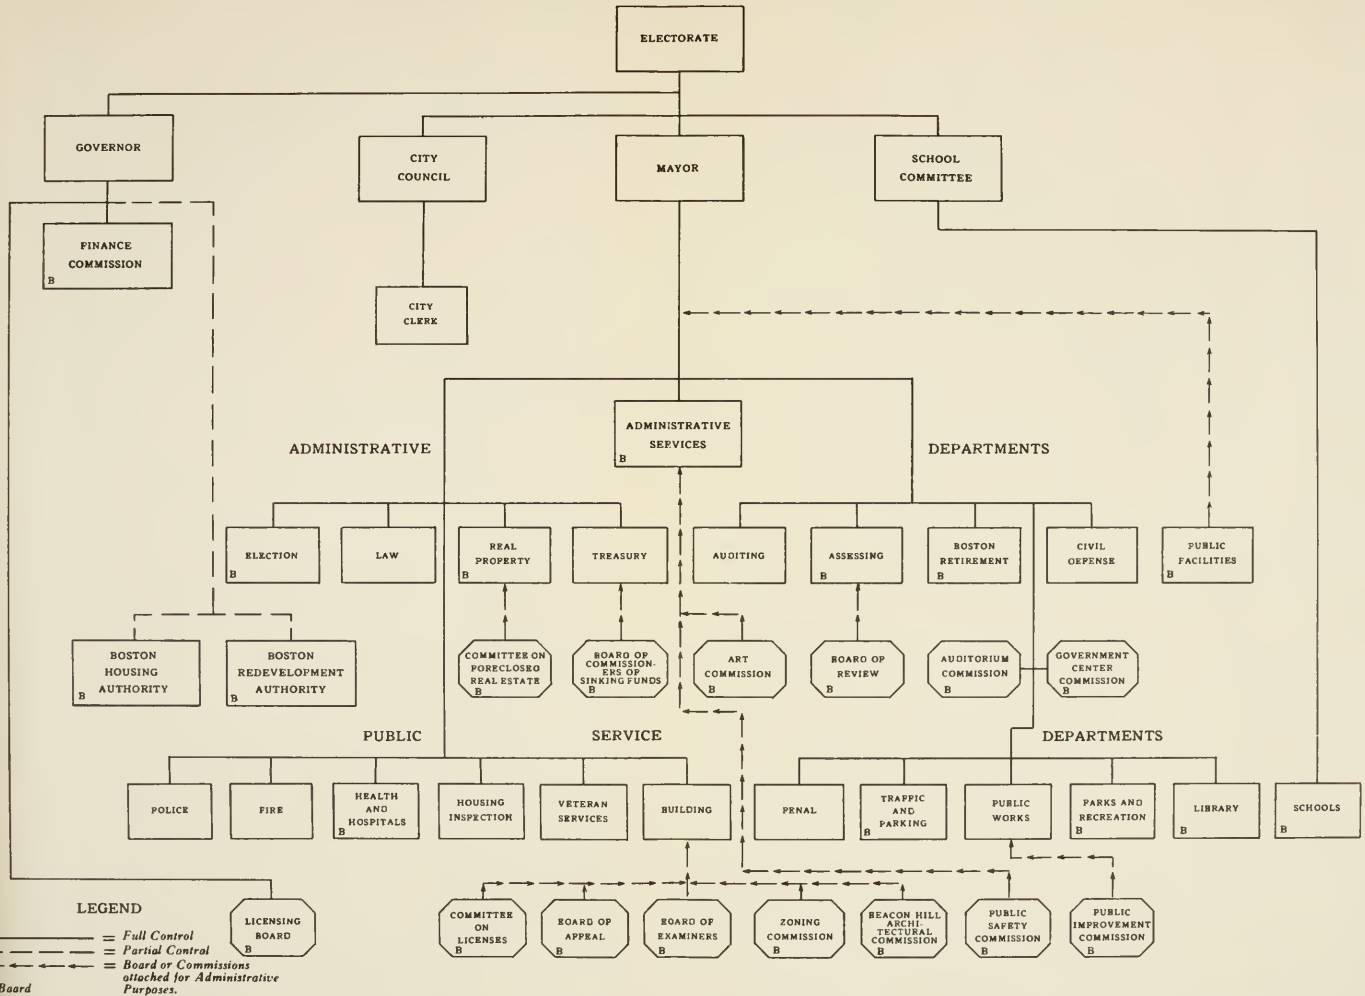 ELECTORATE
GOVERNOR
CITY
COUNCIL
MAYOR
SCHOOL
COMMITTEE
FINANCE
COMMISSION
B
CITY
CLERK
ADMINISTRATIVE
SERVICES
B
ADMINISTRATIVE
DEPARTMENTS
ELECTION
B
LAW
REAL
PROPERTY
B
TREASURY
AUDITING
ASSESSING
B
BOSTON
RETIREMENT
B
CIVIL
DEFENSE
PUBLIC
FACILITIES
B
BOSTON
HOUSING
AUTHORITY
B
BOSTON
REDEVELOPMENT
AUTHORITY
B
COMMITTEE ON
FORECLOSED
REAL ESTATE
B
BOARD OF
COMMISSION-
ERS OF
SINKING FUNDS
B
ART
COMMISSION
B
BOARD OF
REVIEW
B
AUDITORIUM
COMMISSION
B
GOVERNMENT
CENTER
COMMISSION
B
PUBLIC
SERVICE
DEPARTMENTS
POLICE
FIRE
HEALTH
AND
HOSPITALS
B
HOUSING
INSPECTION
VETERAN
SERVICES
BUILDING
PENAL
TRAFFIC
AND
PARKING
B
PUBLIC
WORKS
PARKS AND
RECREATION
B
LIBRARY
B
SCHOOLS
B
LICENSING
BOARD
B
COMMITTEE
ON
LICENSES
B
BOARD OF
APPEAL
B
BOARD OF
EXAMINERS
B
ZONING
COMMISSION
B
BEACON HILL
ARCHI-
TECTURAL
COMMISSION
B
PUBLIC
SAFETY
COMMISSION
B
PUBLIC
IMPROVEMENT
COMMISSION
B
LEGEND
= Full Control
= Partial Control
= Board or Commissions
attached for Administrative
Purposes.
Board